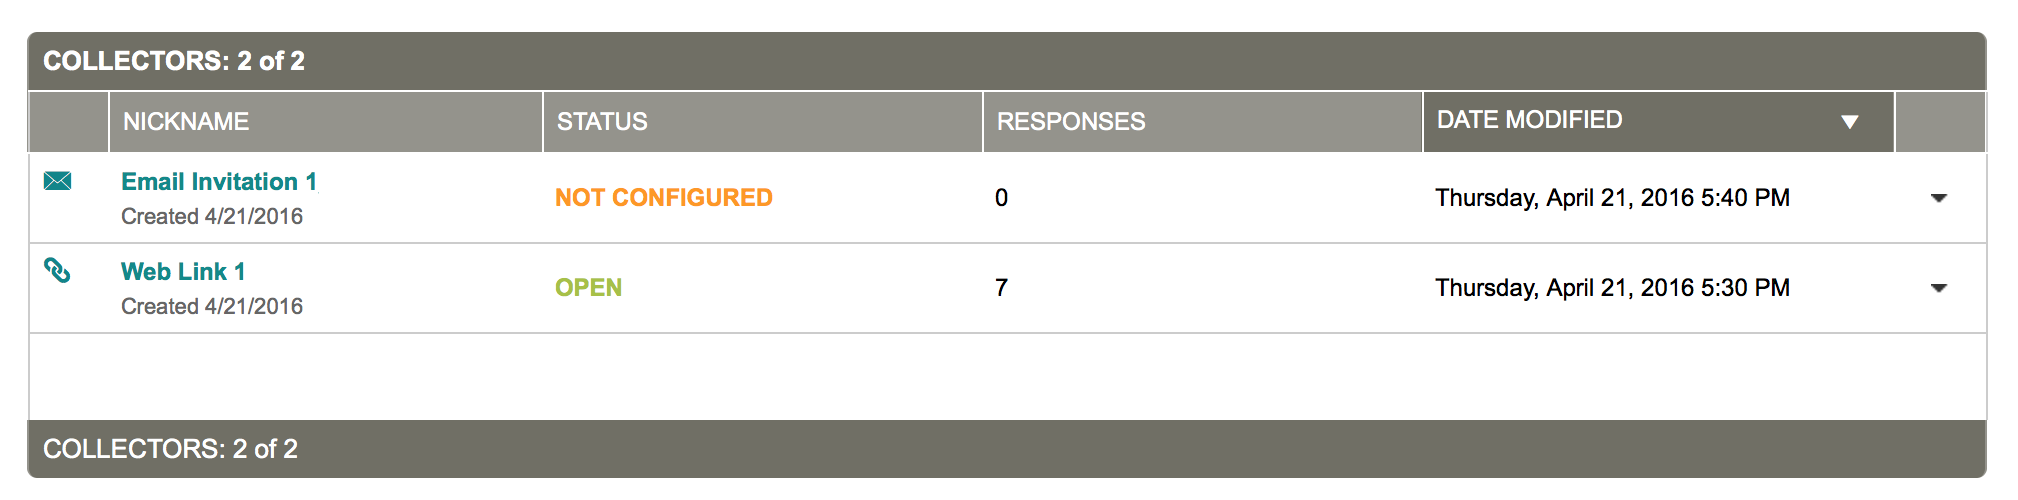 COLLECTORS: 2 of 2
NICKNAME STATUS RESPONSES DATE MODIFIED
Email Invitation 1
Created 4/21/2016
NOT CONFIGURED 0 Thursday, April 21, 2016 5:40 PM
Web Link 1
Created 4/21/2016
OPEN 7 Thursday, April 21, 2016 5:30 PM
COLLECTORS: 2 of 2